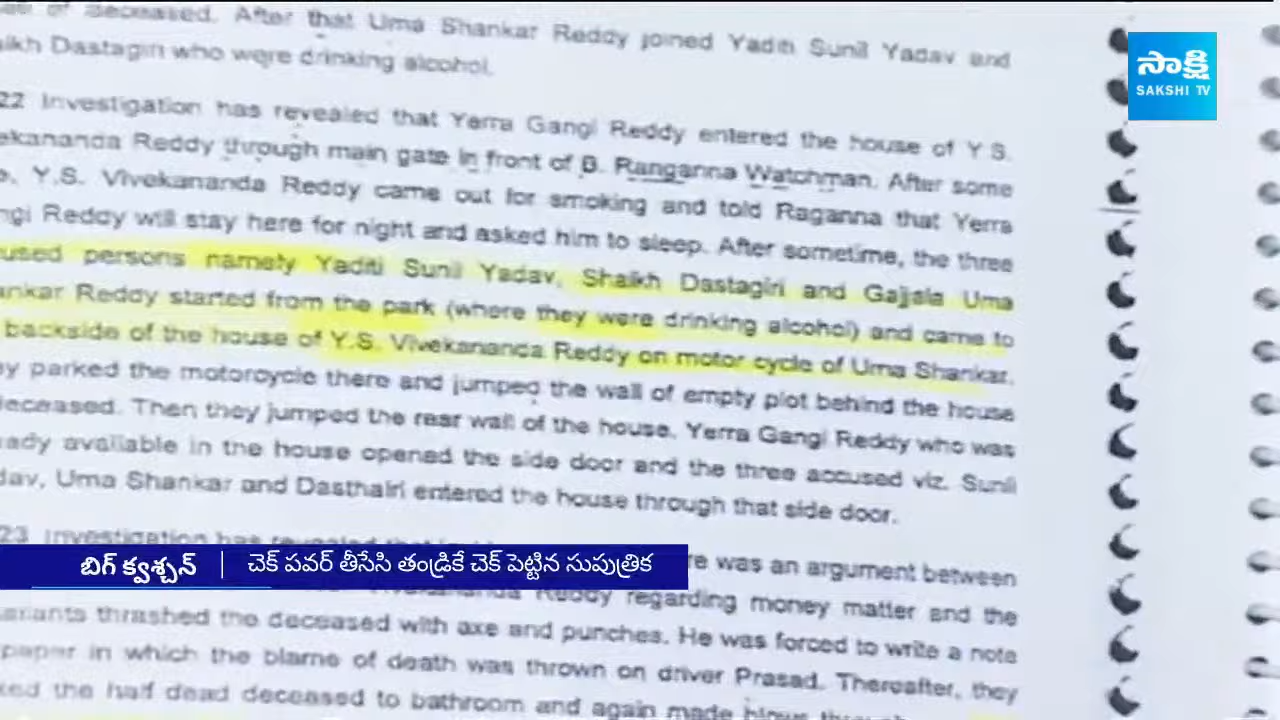 of deceased. After that Uma Shankar Reddy joined Yaditi Sunil Yadav and
aikh Dastagiri who were drinking alcohol.
22 Investigation has revealed that Yerra Gangi Reddy entered the house of Y.S.
ekananda Reddy through main gate in front of B. Ranganna Watchman. After some
e. Y.S. Vivekananda Reddy came out for smoking and told Raganna that Yerra
ngi Reddy will stay here for night and asked him to sleep. After sometime, the three
used persons namely Yaditi Sunil Yadav, Shaikh Dastagiri and Gajjala Uma
ankar Reddy started from the park (where they were drinking alcohol) and came to
backside of the house of Y.S. Vivekananda Reddy on motor cycle of Uma Shankar.
ey parked the motorcycle there and jumped the wall of empty plot behind the house
deceased. Then they jumped the rear wall of the house. Yerra Gangi Reddy who was
eady available in the house opened the side door and the three accused viz. Sunil
dav, Uma Shankar and Dasthairi entered the house through that side door.
23 Investigation has revealed that re was an argument between
Vivekananda Reddy regarding money matter and the
thrashed the deceased with axe and punches. He was forced to write a note
paper in which the blame of death was thrown on driver Prasad. Thereafter, they
ked the half dead deceased to bathroom and again made blows through
సాక్షి
SAKSHI TV
బిగ్ క్వశ్చన్ | చెక్ పవర్ తీసేసి తండ్రికే చెక్ పెట్టిన సుపుత్రిక